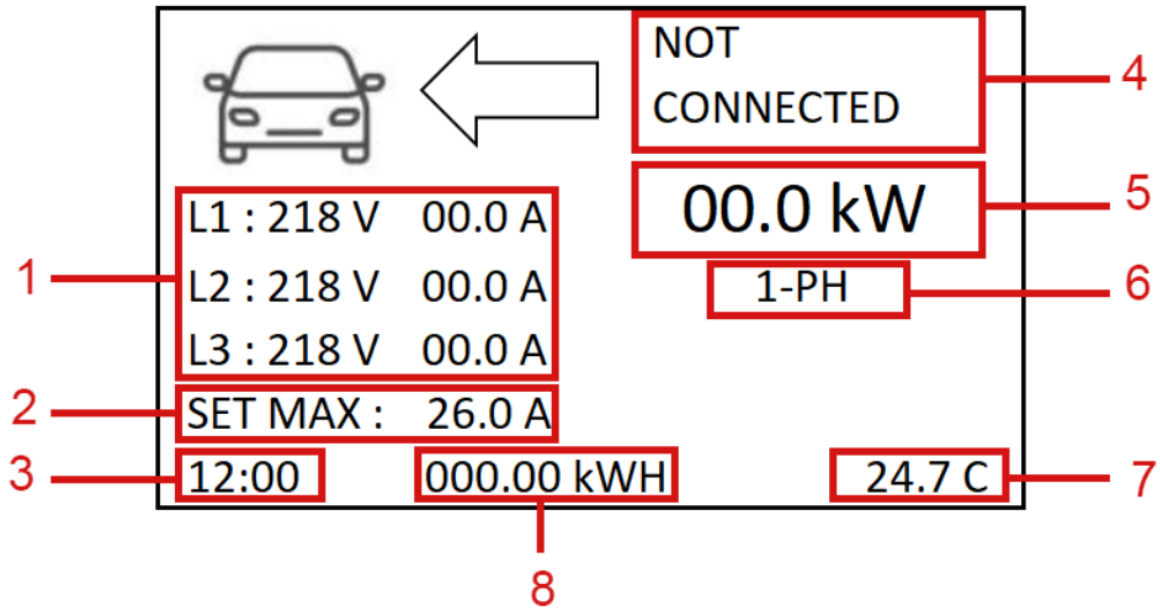 NOT
CONNECTED
4
00.0 kW
5
L1 : 218 V 00.0 A
L2 : 218 V 00.0 A
L3 : 218 V 00.0 A
1
1-PH
6
SET MAX : 26.0 A
2
12:00
3
000.00 kWH
24.7 C
7
8